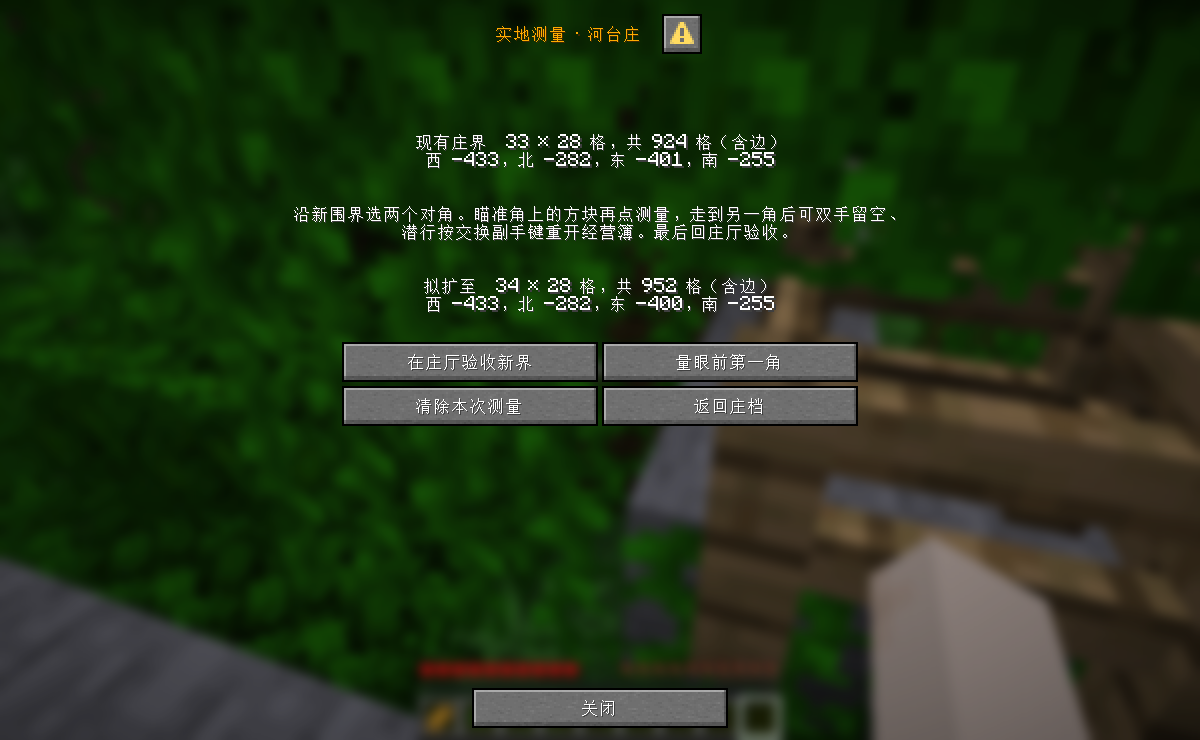 实地测量 · 河台庄
现有庄界 33 × 28 格，共 924 格（含边）
西 -433，北 -282，东 -401，南 -255
沿新围界选两个对角。瞄准角上的方块再点测量，走到另一角后可双手留空、
潜行按交换副手键重开经营簿。最后回庄厅验收。
拟扩至 34 × 28 格，共 952 格（含边）
西 -433，北 -282，东 -400，南 -255
在庄厅验收新界
量眼前第一角
清除本次测量
返回庄档
关闭